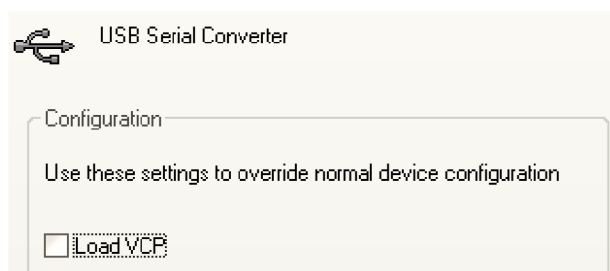 USB Serial Converter
Configuration
Use these settings to override normal device configuration
Load VCP